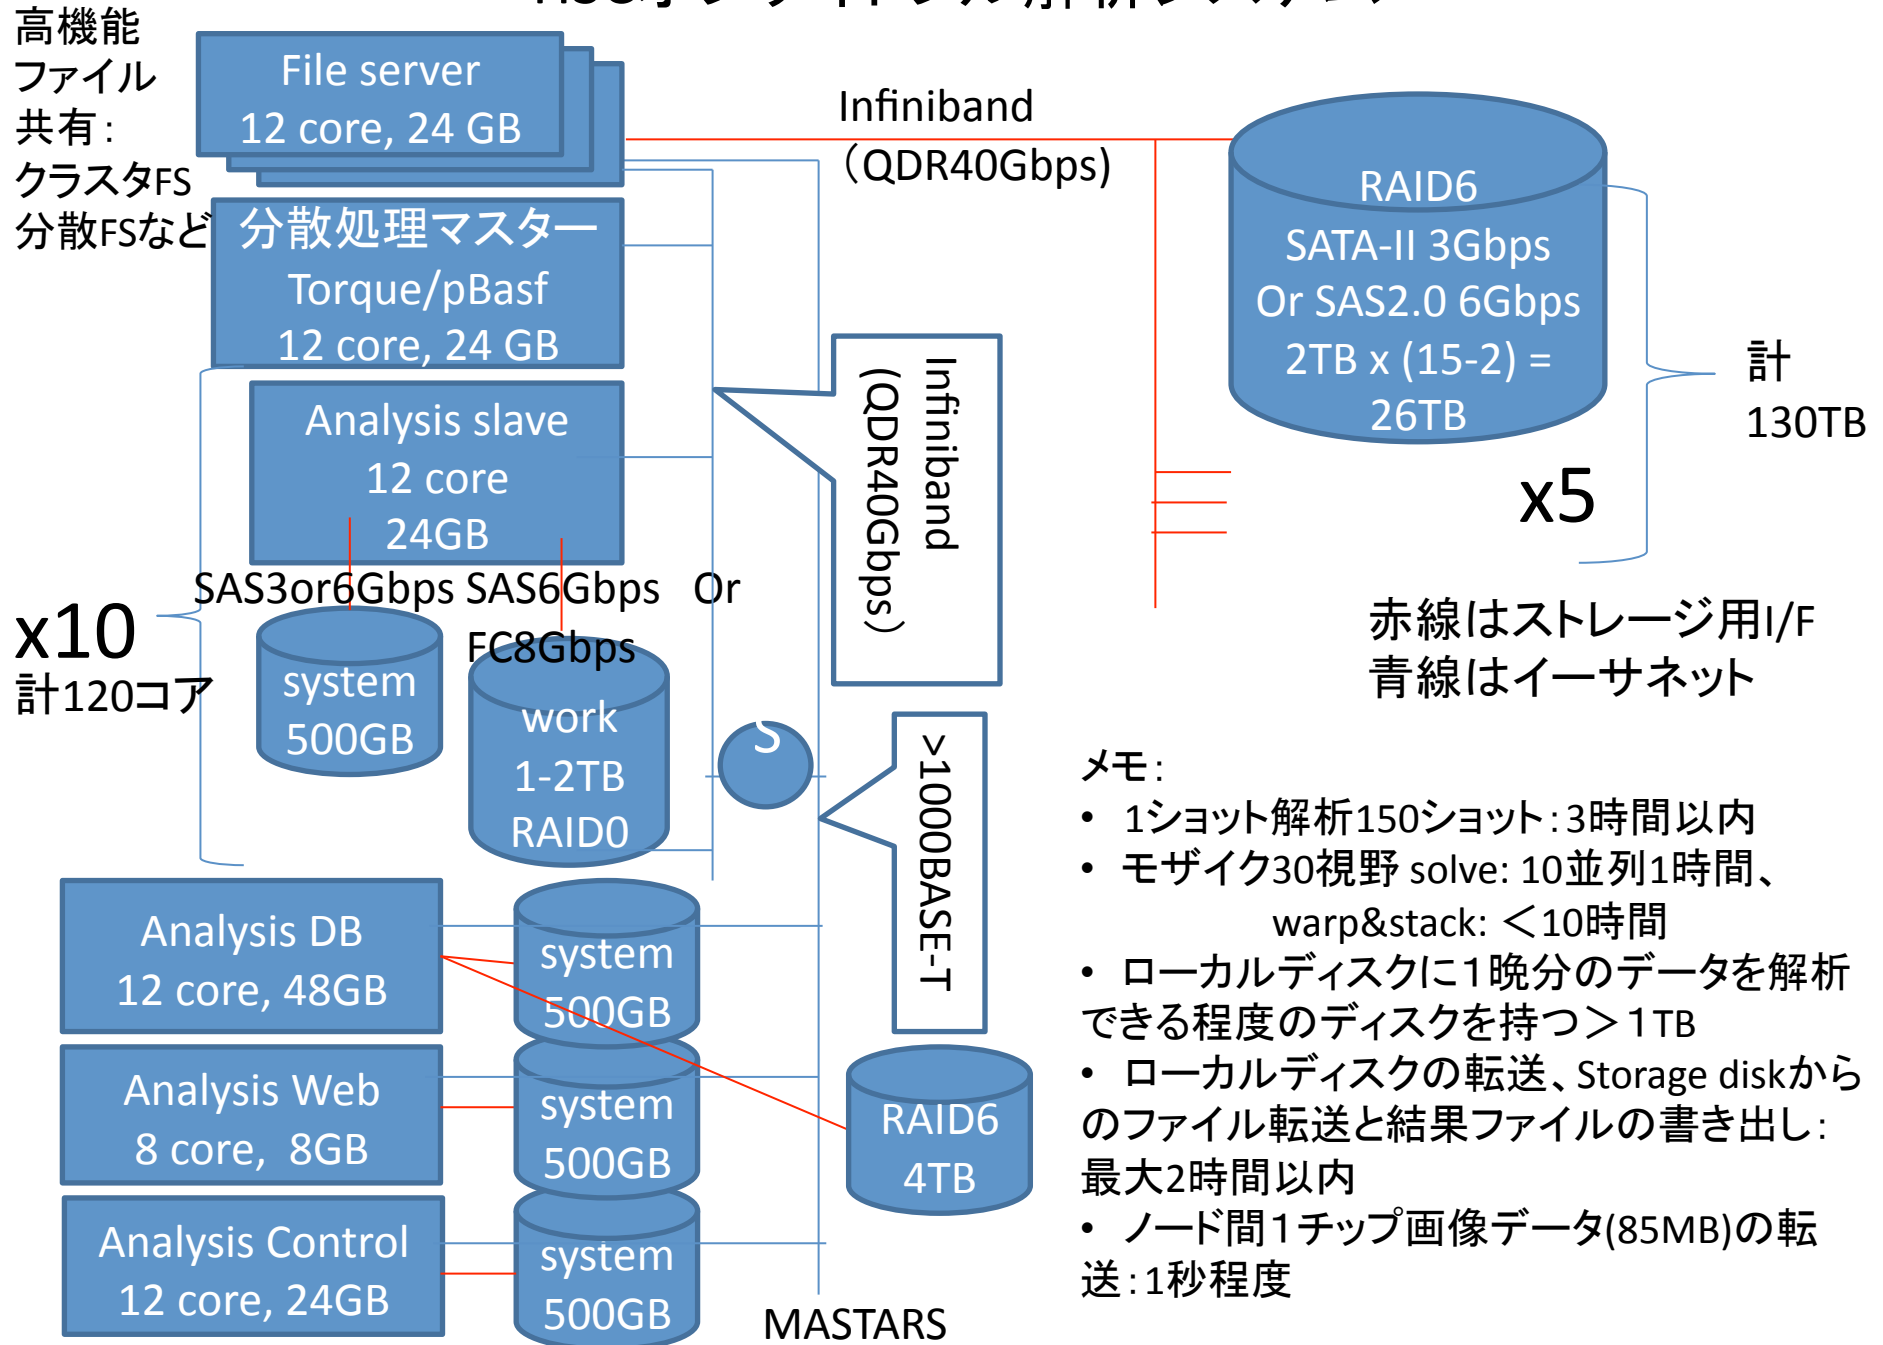 高機能
ファイル
共有：
クラスタFS
分散FSなど
File server
12 core, 24 GB
分散処理マスター
Torque/pBasf
12 core, 24 GB
Analysis slave
12 core
24GB
SAS3or6Gbps SAS6Gbps Or
FC8Gbps
x10
計120コア
system
500GB
work
1-2TB
RAID0
Infiniband
（QDR40Gbps)
Infiniband
(QDR40Gbps）
S
>1000BASE-T
RAID6
SATA-II 3Gbps
Or SAS2.0 6Gbps
2TB x (15-2) =
26TB
x5
計
130TB
赤線はストレージ用I/F
青線はイーサネット
Analysis DB
12 core, 48GB
system
500GB
Analysis Web
8 core, 8GB
system
500GB
RAID6
4TB
Analysis Control
12 core, 24GB
system
500GB
MASTARS
メモ：
• 1ショット解析150ショット：3時間以内
• モザイク30視野 solve: 10並列1時間、
warp&stack: ＜10時間
• ローカルディスクに１晩分のデータを解析
できる程度のディスクを持つ＞１TB
• ローカルディスクの転送、Storage diskから
のファイル転送と結果ファイルの書き出し：
最大2時間以内
• ノード間１チップ画像データ(85MB)の転
送：1秒程度